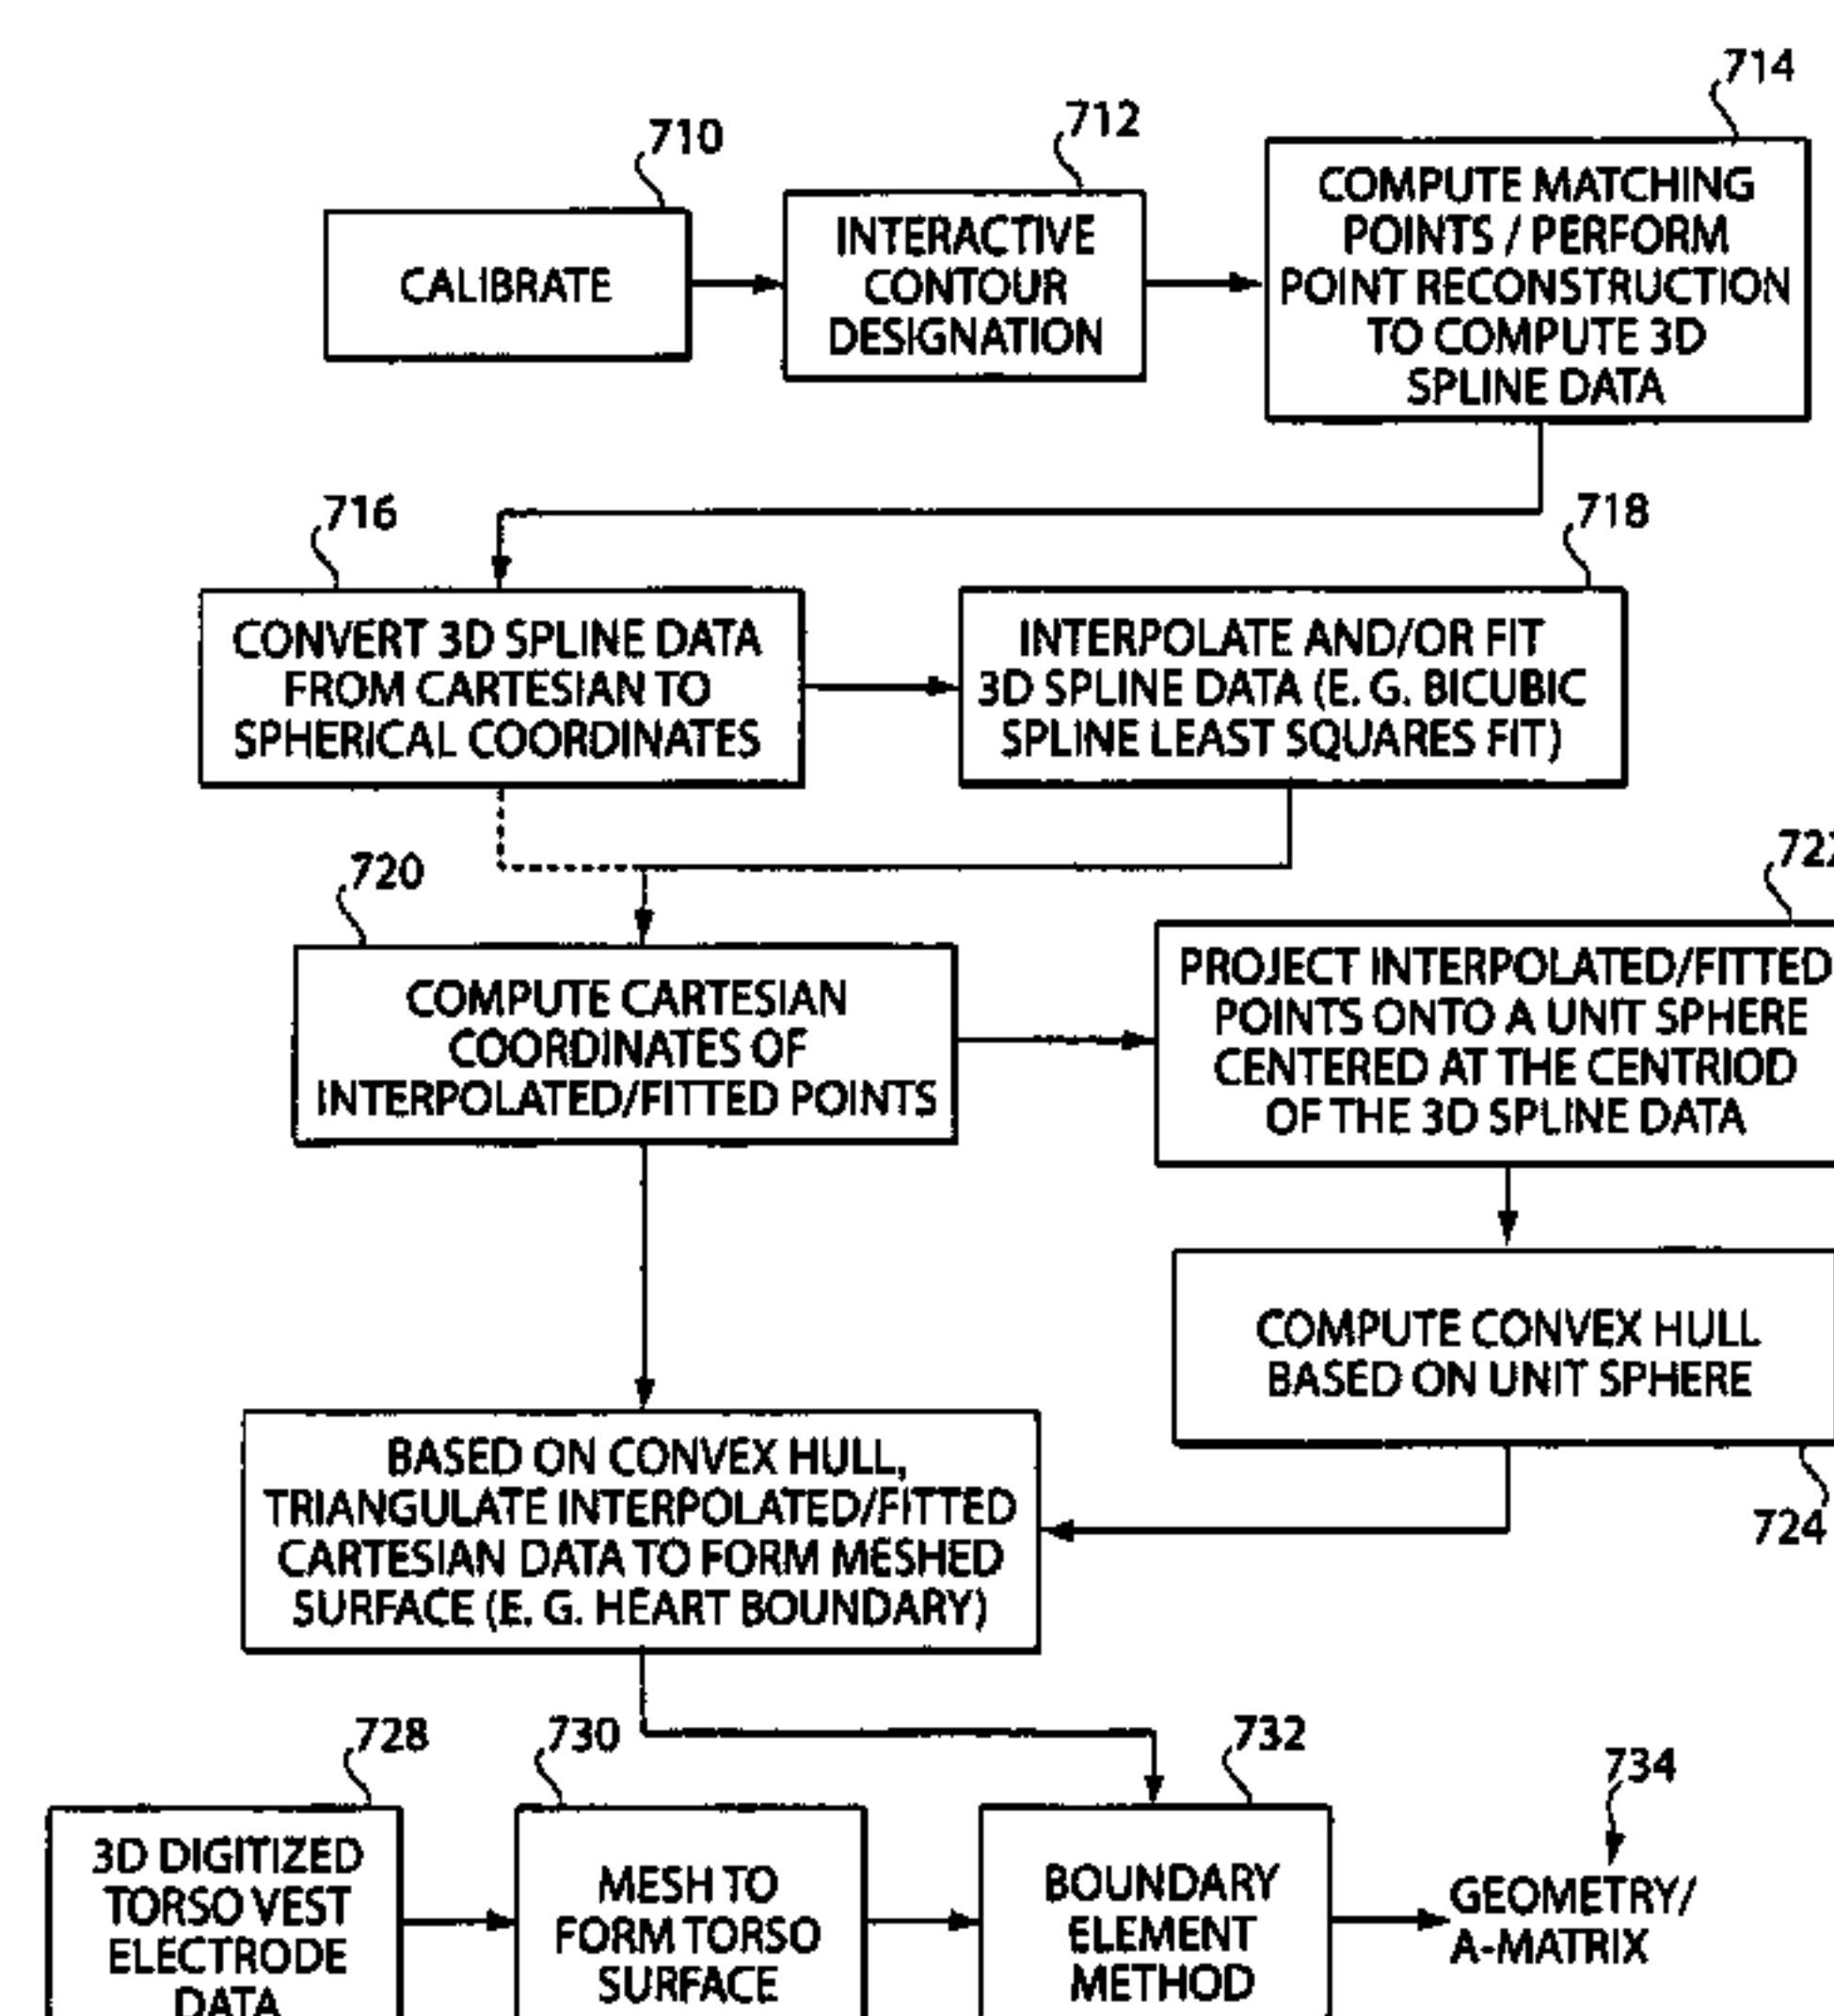 714
712
710
COMPUTE MATCHING
POINTS / PERFORM
POINT RECONSTRUCTION
TO COMPUTE 3D
SPLINE DATA
INTERACTIVE
CONTOUR
DESIGNATION
CALIBRATE
716
718
CONVERT 3D SPLINE DATA
FROM CARTESIAN TO
SPHERICAL COORDINATES
INTERPOLATE AND/OR FIT
3D SPLINE DATA (E. G. BICUBIC
SPLINE LEAST SQUARES FIT)
720
722
COMPUTE CARTESIAN
COORDINATES OF
INTERPOLATED/FITTED POINTS
PROJECT INTERPOLATED/FITTED
POINTS ONTO A UNIT SPHERE
CENTERED AT THE CENTRIOD
OF THE 3D SPLINE DATA
COMPUTE CONVEX HULL
BASED ON UNIT SPHERE
724
BASED ON CONVEX HULL,
TRIANGULATE INTERPOLATED/FITTED
CARTESIAN DATA TO FORM MESHED
SURFACE (E. G. HEART BOUNDARY)
728
730
732
734
3D DIGITIZED
TORSO VEST
ELECTRODE
DATA
MESH TO
FORM TORSO
SURFACE
BOUNDARY
ELEMENT
METHOD
GEOMETRY/
A-MATRIX